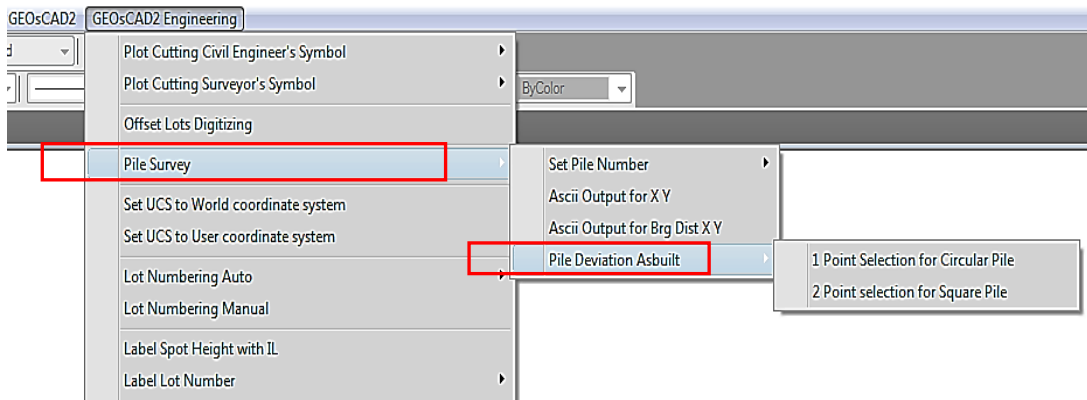 GEOsCAD2 GEOsCAD2 Engineering
Plot Cutting Civil Engineer's Symbol
Plot Cutting Surveyor's Symbol
ByColor
Offset Lots Digitizing
Pile Survey
Set UCS to World coordinate system
Set UCS to User coordinate system
Lot Numbering Auto
Lot Numbering Manual
Label Spot Height with IL
Label Lot Number
Set Pile Number
Ascii Output for X Y
Ascii Output for Brg Dist X Y
Pile Deviation Asbuilt
1 Point Selection for Circular Pile
2 Point selection for Square Pile